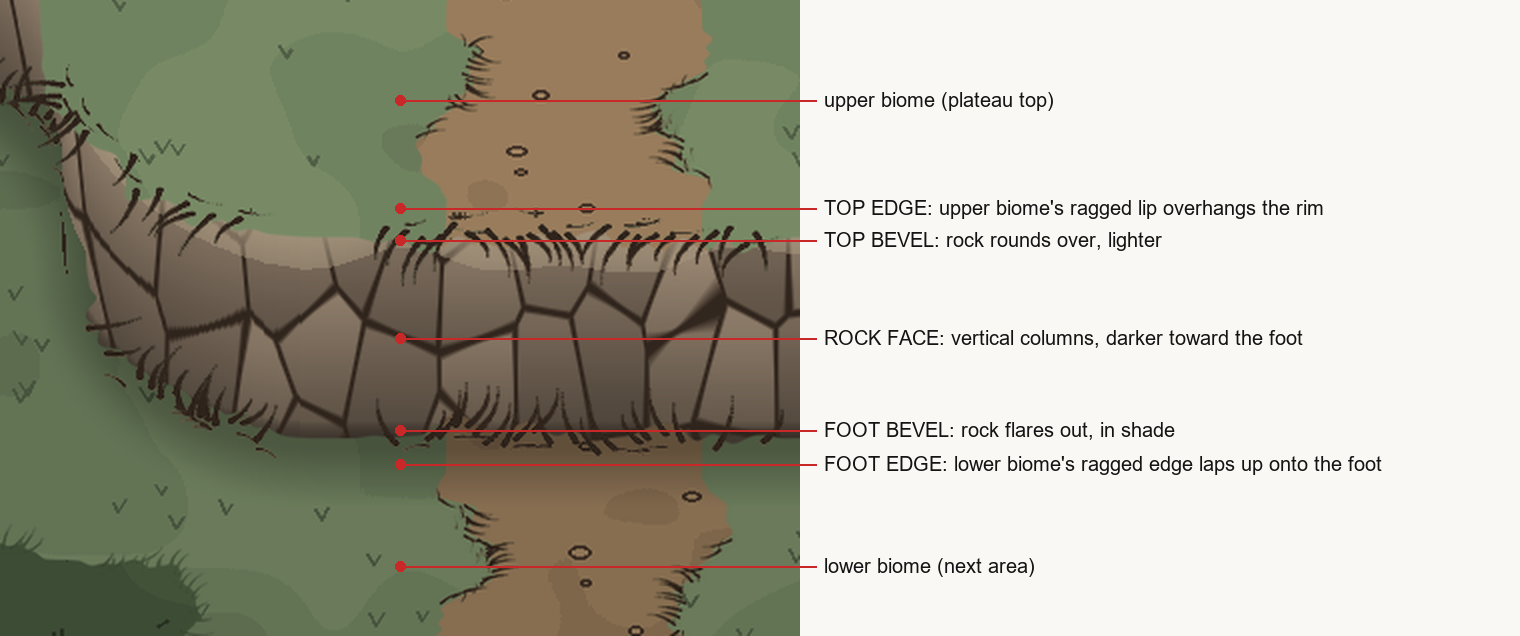 upper biome (plateau top)
TOP EDGE: upper biome's ragged lip overhangs the rim
TOP BEVEL: rock rounds over, lighter
ROCK FACE: vertical columns, darker toward the foot
FOOT BEVEL: rock flares out, in shade
FOOT EDGE: lower biome's ragged edge laps up onto the foot
lower biome (next area)